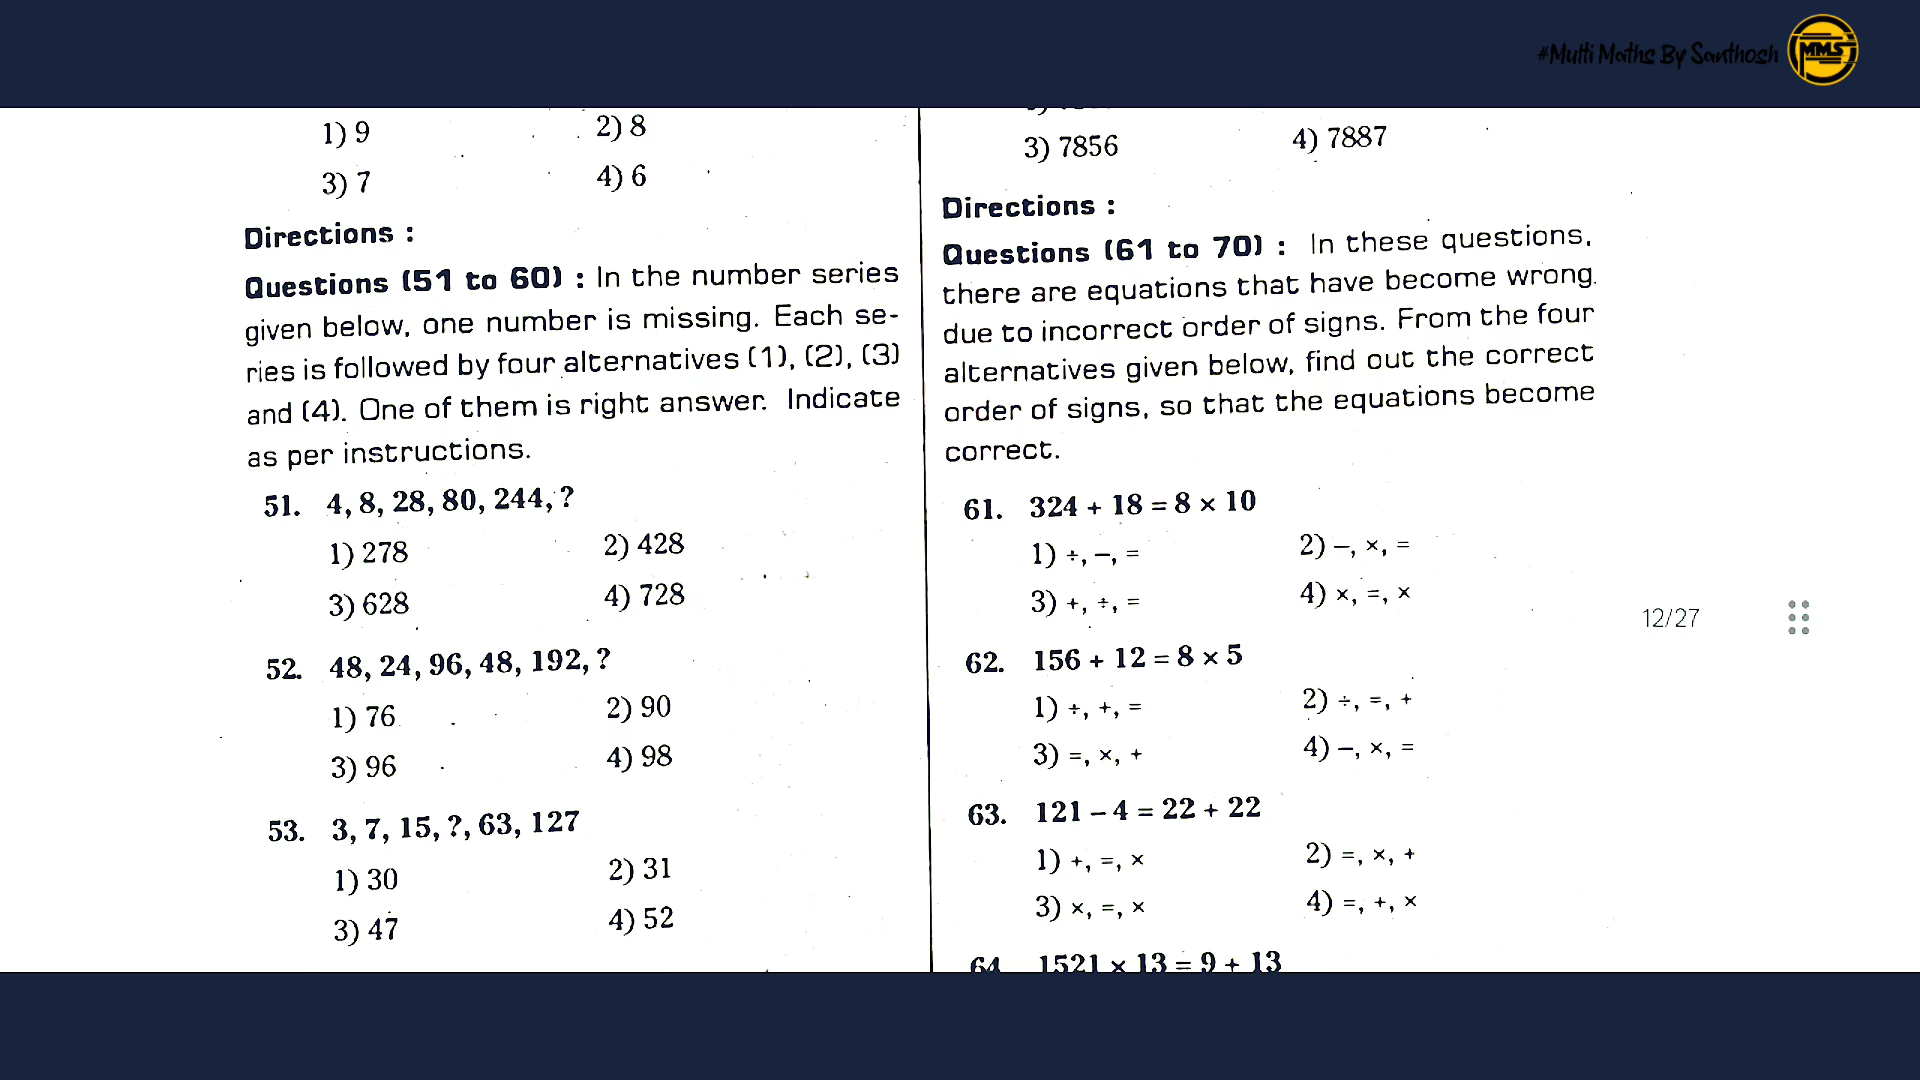 #Multi Maths By Santhosh
MMS
1) 9
2) 8
3) 7
4) 6
Directions :
Questions (51 to 60) : In the number series
given below, one number is missing. Each se-
ries is followed by four alternatives (1), (2), (3)
and (4). One of them is right answer. Indicate
as per instructions.
51. 4, 8, 28, 80, 244, ?
1) 278
2) 428
3) 628
4) 728
52. 48, 24, 96, 48, 192, ?
1) 76
2) 90
3) 96
4) 98
53. 3, 7, 15, ?, 63, 127
1) 30
2) 31
3) 47
4) 52
3) 7856
4) 7887
Directions :
Questions (61 to 70) : In these questions,
there are equations that have become wrong
due to incorrect order of signs. From the four
alternatives given below, find out the correct
order of signs, so that the equations become
correct.
61. 324 + 18 = 8 × 10
1) ÷, –, =
2) –, ×, =
3) +, ÷, =
4) ×, =, ×
62. 156 + 12 = 8 × 5
1) ÷, +, =
2) ÷, =, +
3) =, ×, +
4) –, ×, =
63. 121 – 4 = 22 + 22
1) +, =, ×
2) =, ×, +
3) ×, =, ×
4) =, +, ×
64 1521 × 13 = 9 + 13
12/27